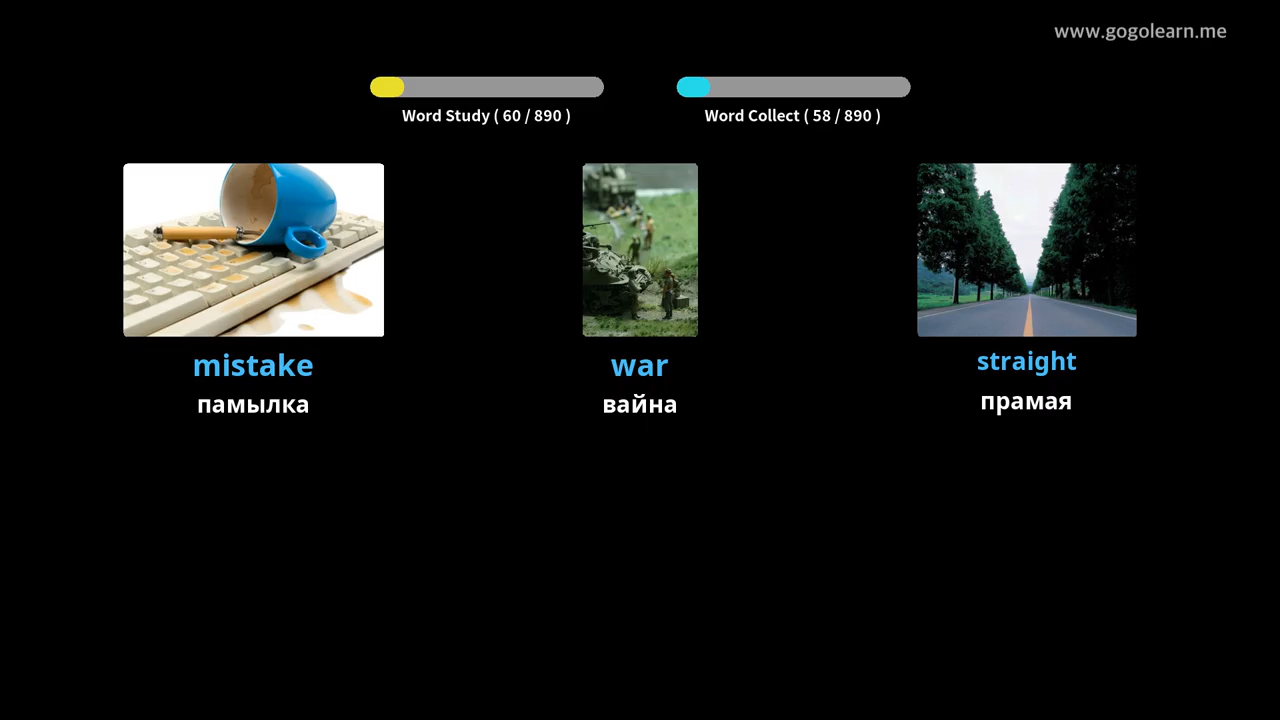 www.gogolearn.me
Word Study ( 60 / 890 )
Word Collect ( 58 / 890 )
mistake
памылка
war
вайна
straight
прамая